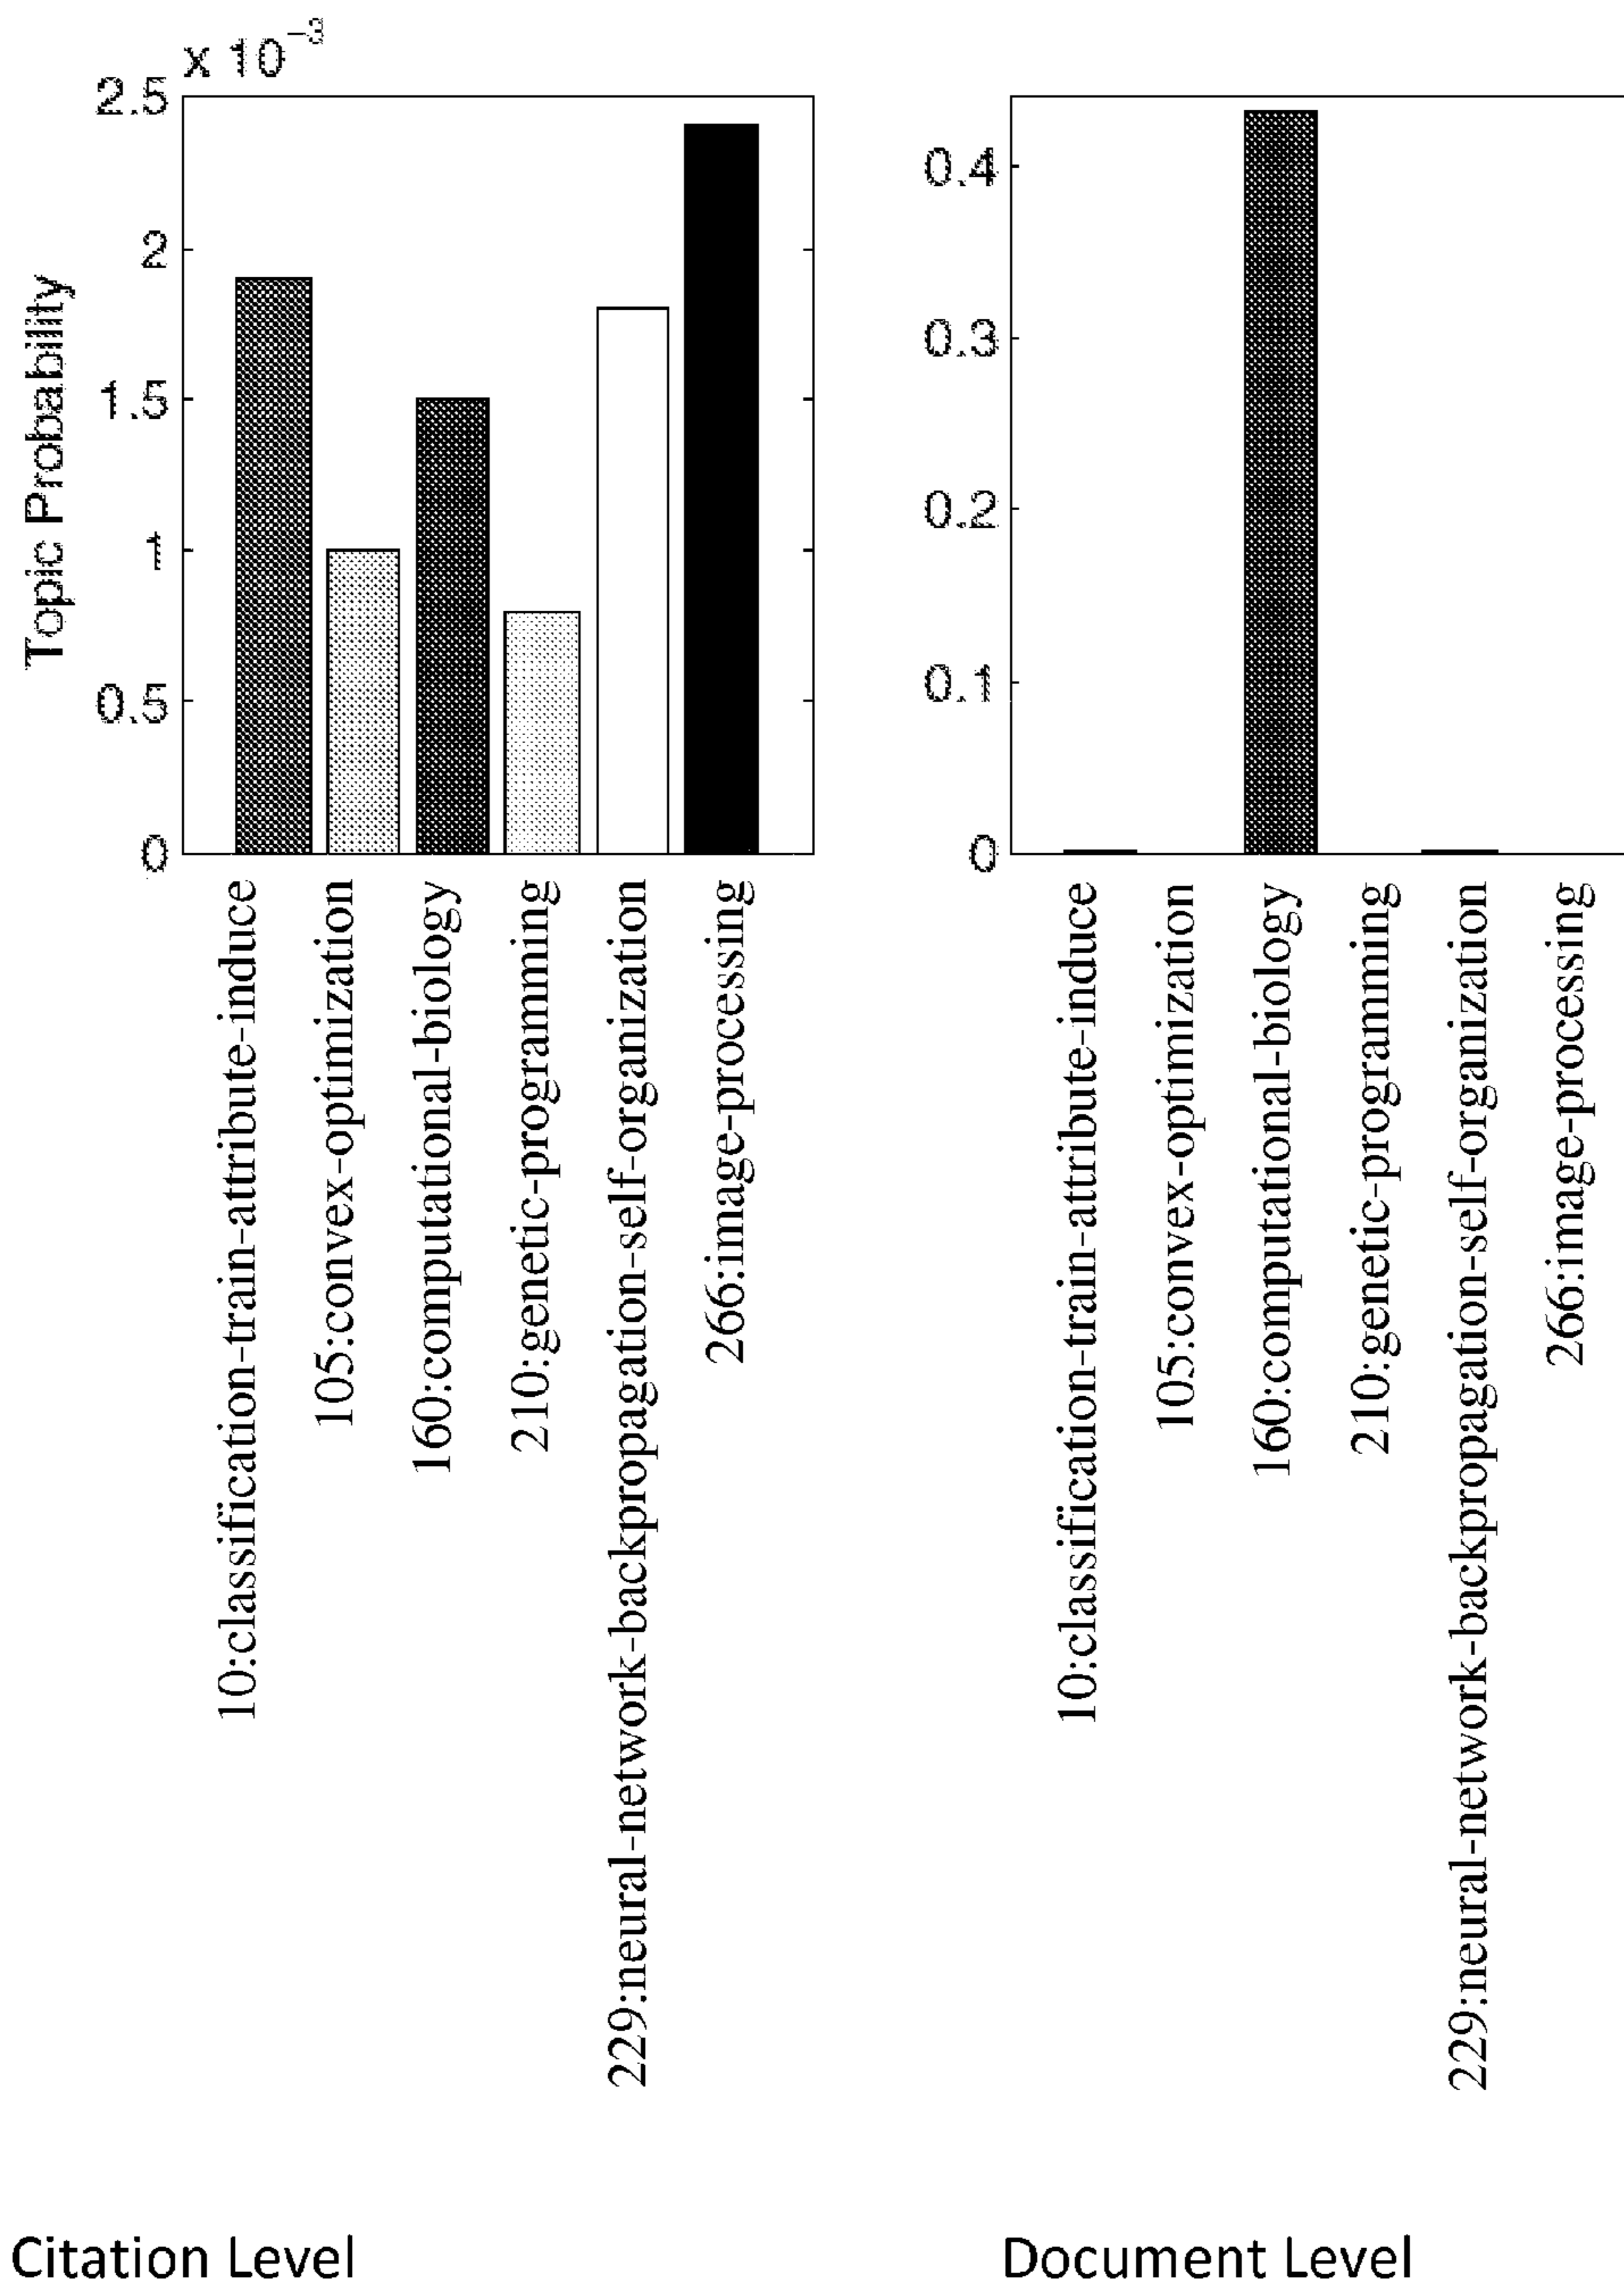 x 10⁻³
2.5
2
1.5
1
0.5
0
Topic Probability
10:classification-train-attribute-induce
105:convex-optimization
160:computational-biology
210:genetic-programming
229:neural-network-backpropagation-self-organization
266:image-processing
Citation Level
0.4
0.3
0.2
0.1
0
10:classification-train-attribute-induce
105:convex-optimization
160:computational-biology
210:genetic-programming
229:neural-network-backpropagation-self-organization
266:image-processing
Document Level